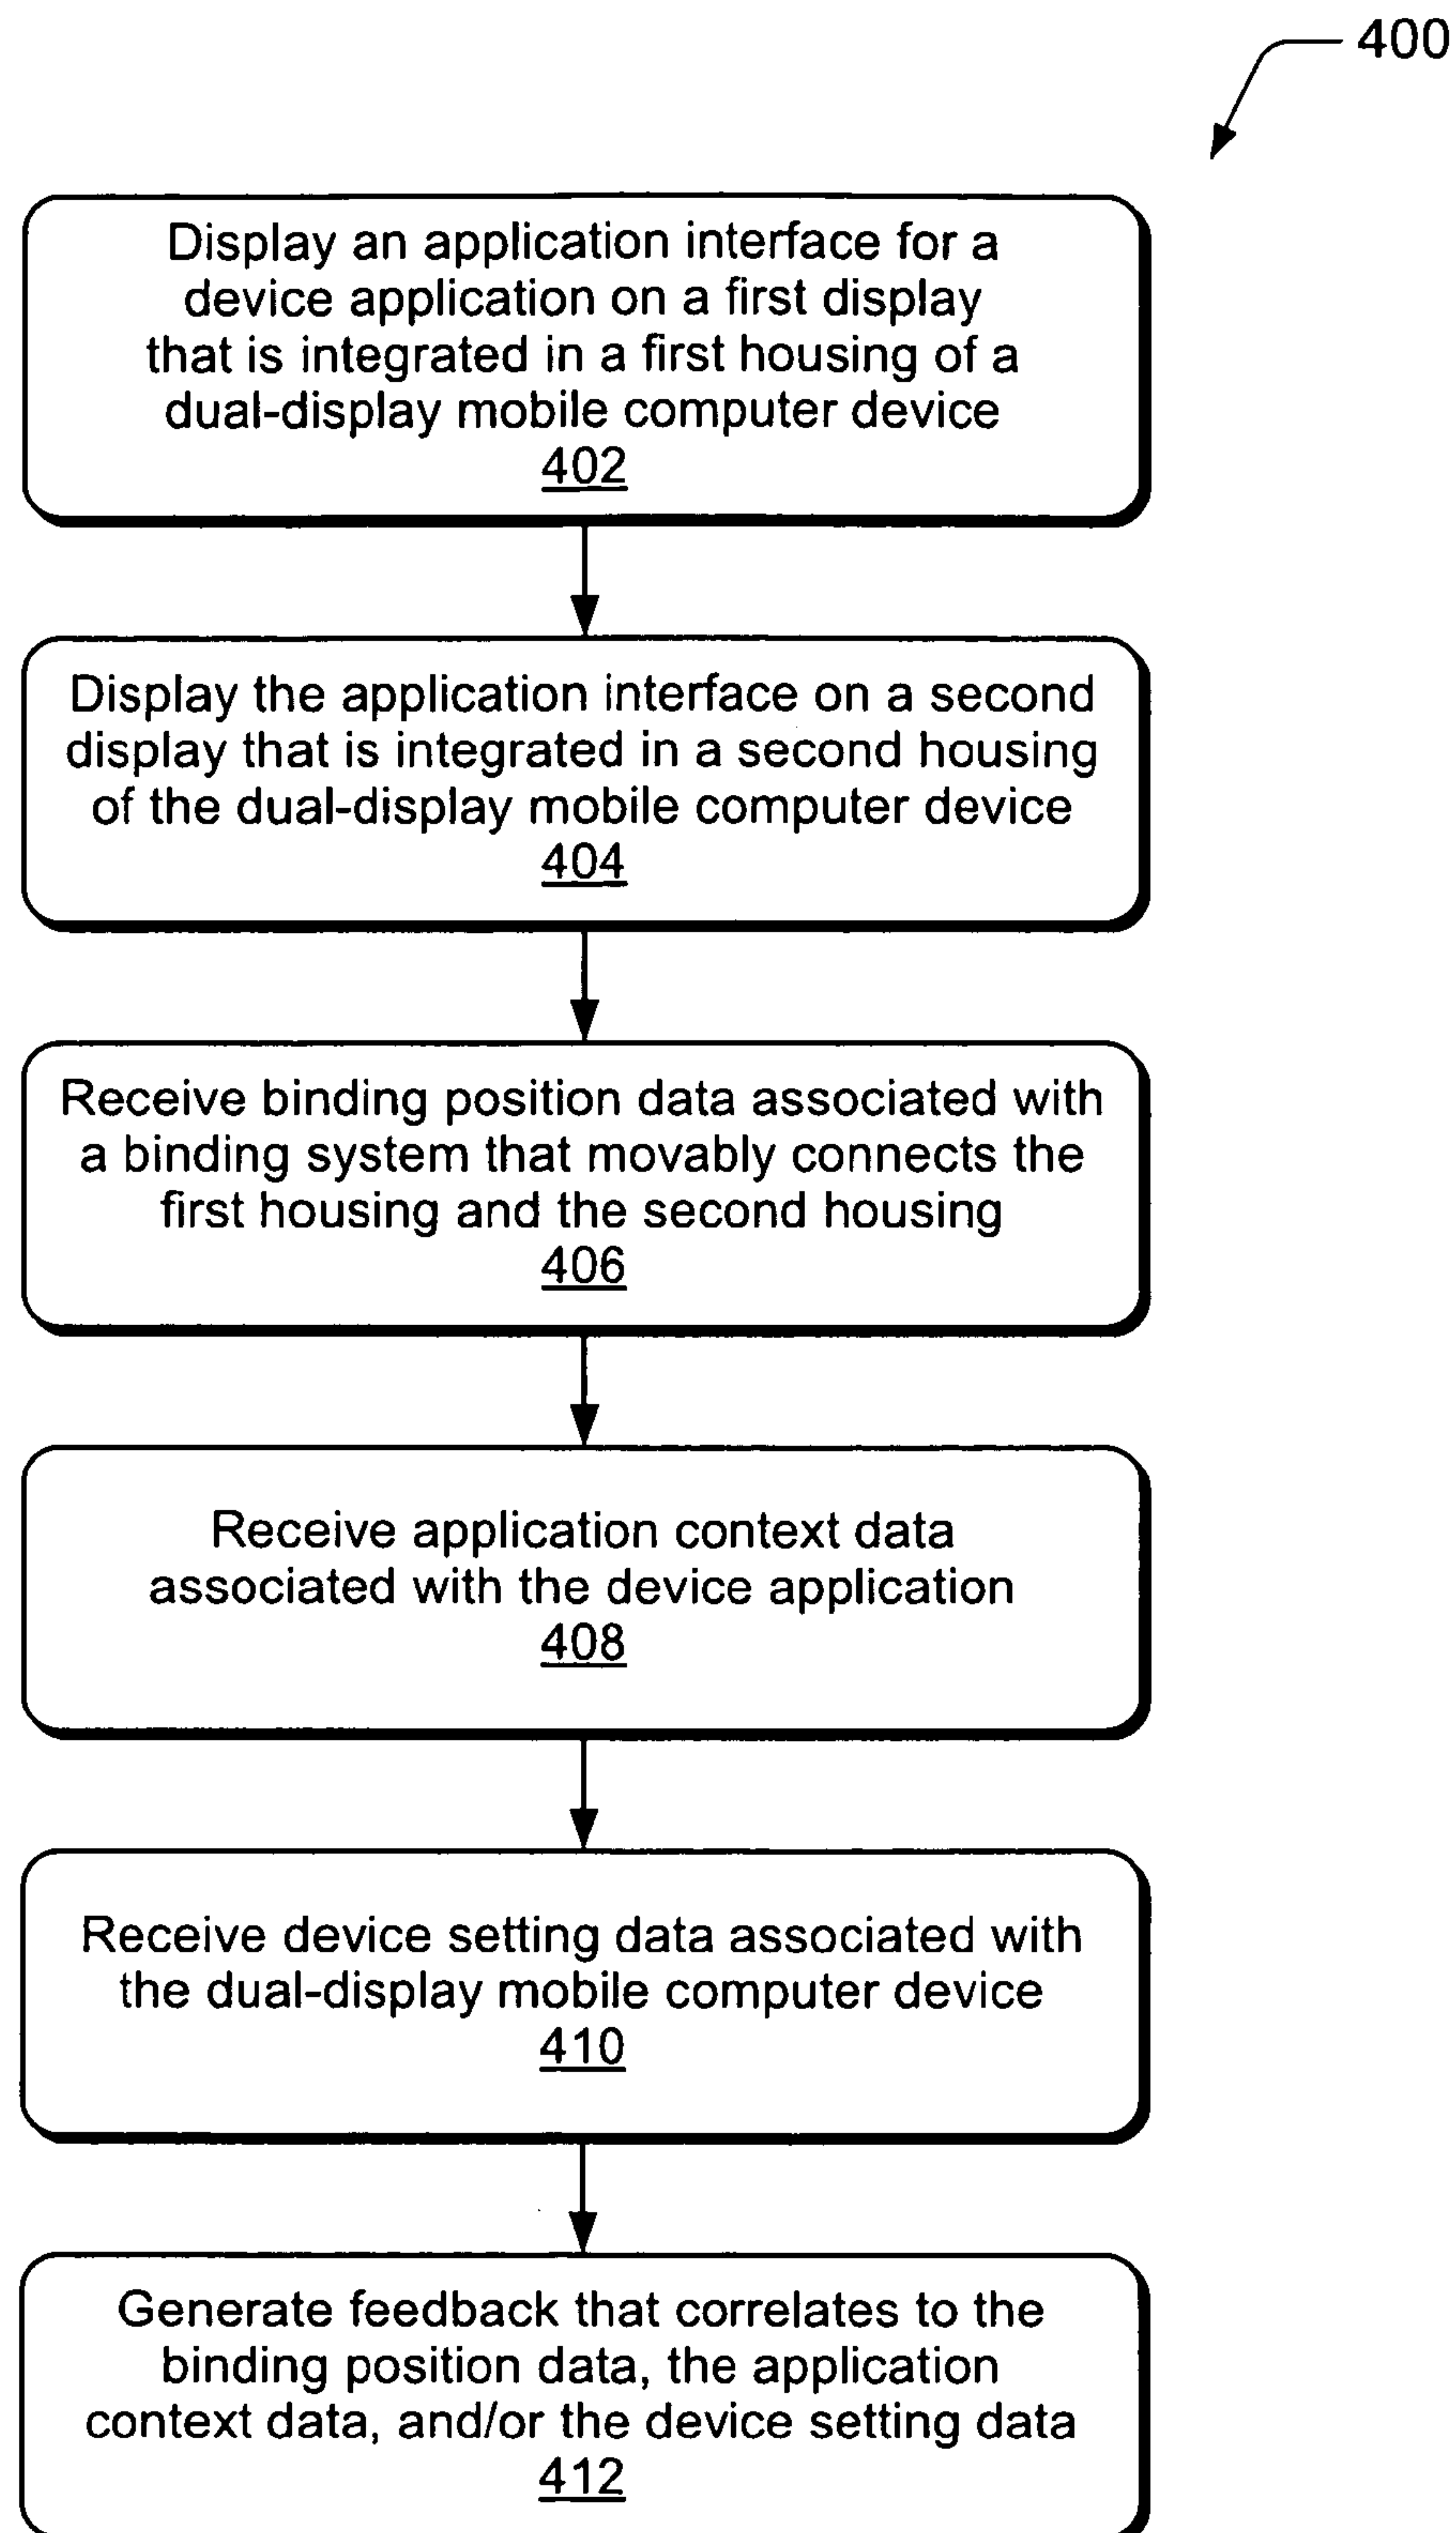 400
Display an application interface for a
device application on a first display
that is integrated in a first housing of a
dual-display mobile computer device
402
Display the application interface on a second
display that is integrated in a second housing
of the dual-display mobile computer device
404
Receive binding position data associated with
a binding system that movably connects the
first housing and the second housing
406
Receive application context data
associated with the device application
408
Receive device setting data associated with
the dual-display mobile computer device
410
Generate feedback that correlates to the
binding position data, the application
context data, and/or the device setting data
412